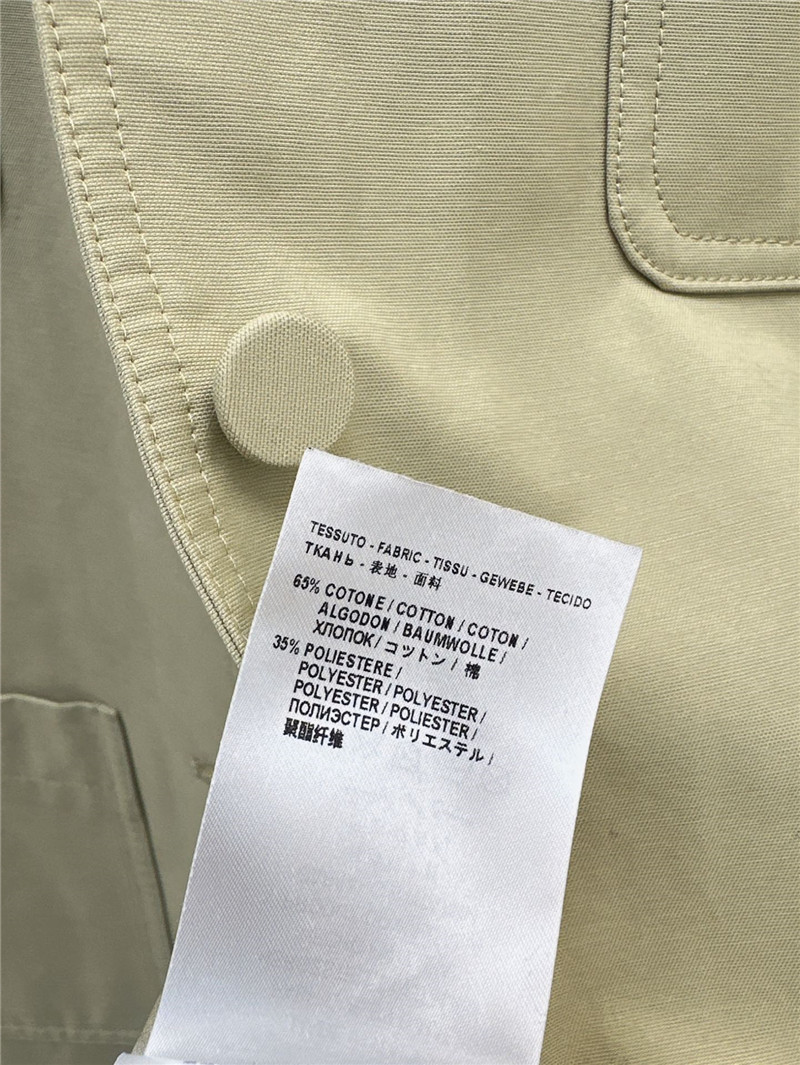 TESSUTO - FABRIC - TISSU - GEWEBE - TECIDO
ТКАНЬ - 表地 - 面料
65% COTONE / COTTON / COTON /
ALGODON / BAUMWOLLE /
ХЛОПОК / コットン / 棉
35% POLIESTERE /
POLYESTER / POLYESTER /
POLYESTER / POLIESTER /
ПОЛИЭСТЕР / ポリエステル /
聚酯纤维